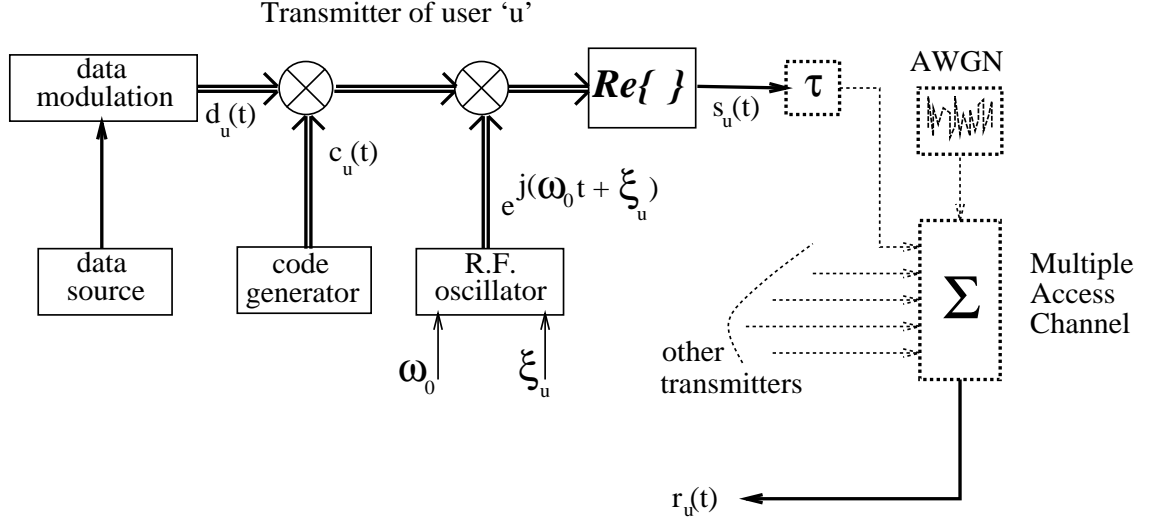 Transmitter of user ‘u’
data
modulation
d_u(t)
c_u(t)
e^{j(ω_0 t + ξ_u)}
Re{ }
s_u(t)
τ
AWGN
data
source
code
generator
R.F.
oscillator
ω_0
ξ_u
other
transmitters
Σ
Multiple
Access
Channel
r_u(t)